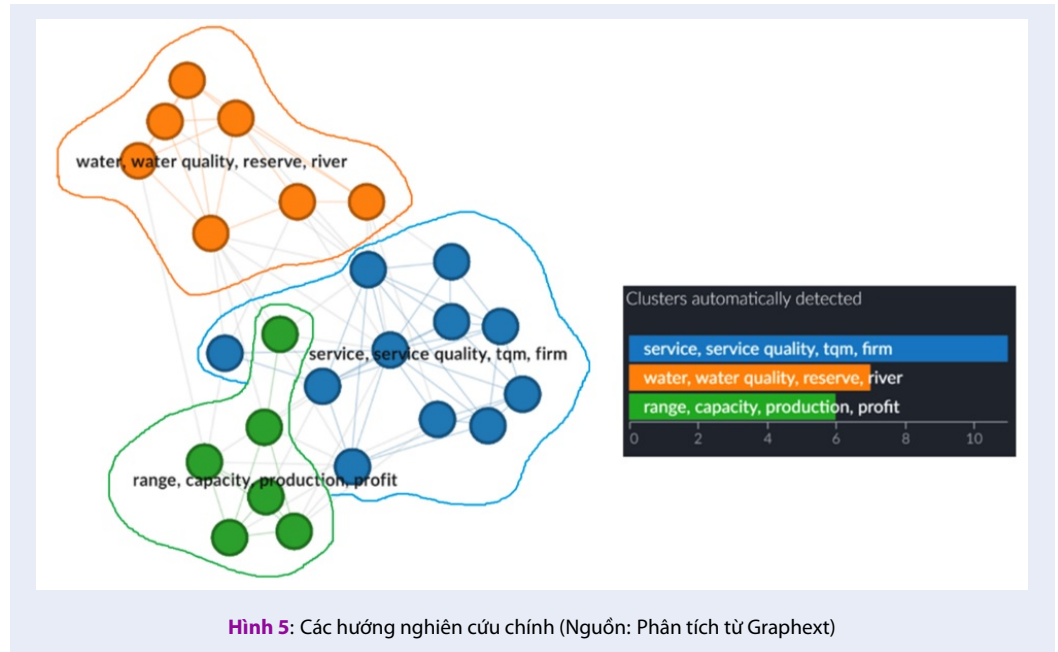 water, water quality, reserve, river
service, service quality, tqm, firm
range, capacity, production, profit
Clusters automatically detected
service, service quality, tqm, firm
water, water quality, reserve, river
range, capacity, production, profit
0 2 4 6 8 10
Hình 5: Các hướng nghiên cứu chính (Nguồn: Phân tích từ Graphext)